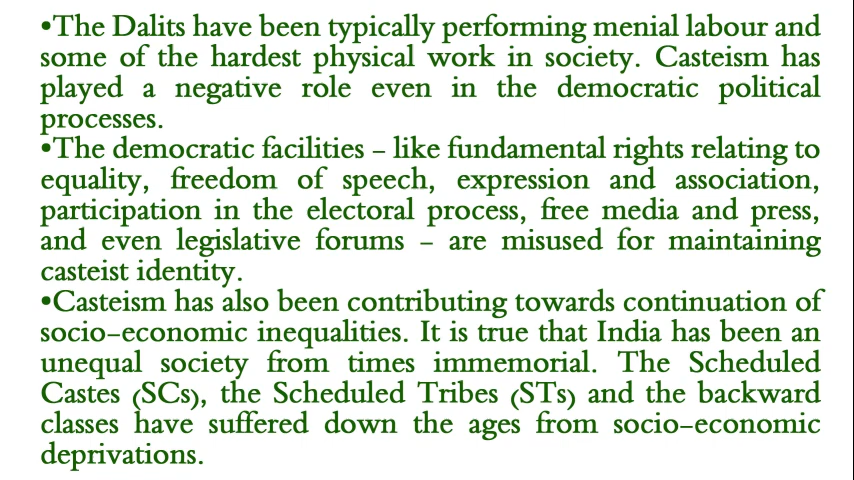 •The Dalits have been typically performing menial labour and
some of the hardest physical work in society. Casteism has
played a negative role even in the democratic political
processes.
•The democratic facilities – like fundamental rights relating to
equality, freedom of speech, expression and association,
participation in the electoral process, free media and press,
and even legislative forums – are misused for maintaining
casteist identity.
•Casteism has also been contributing towards continuation of
socio-economic inequalities. It is true that India has been an
unequal society from times immemorial. The Scheduled
Castes (SCs), the Scheduled Tribes (STs) and the backward
classes have suffered down the ages from socio-economic
deprivations.